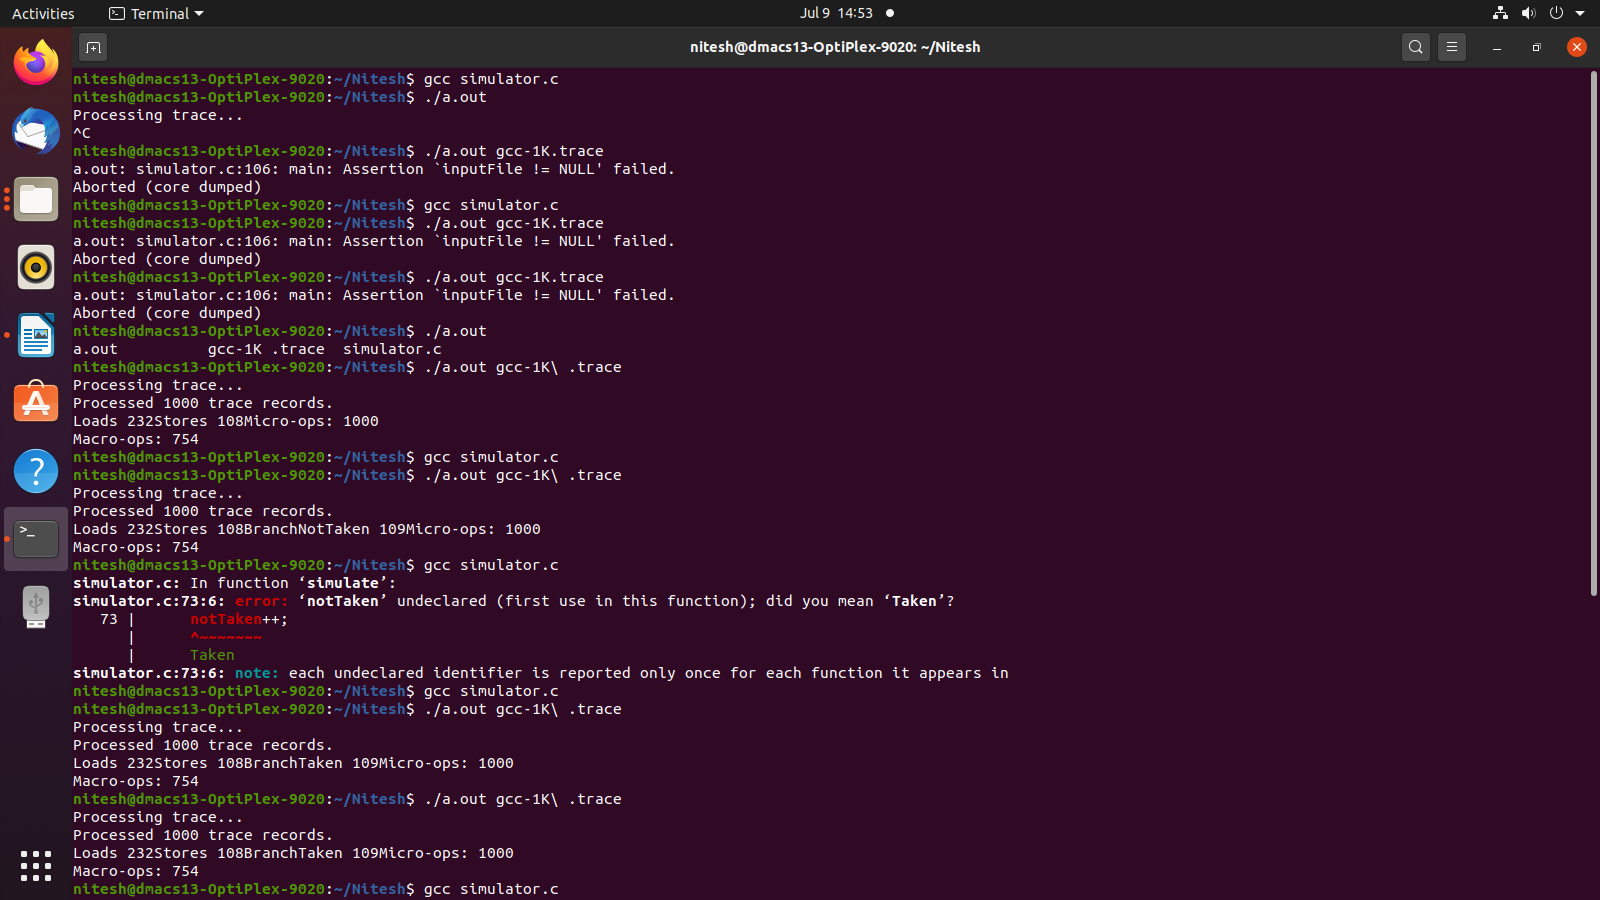 Activities
Terminal
Jul 9 14:53
nitesh@dmacs13-OptiPlex-9020: ~/Nitesh
nitesh@dmacs13-OptiPlex-9020:~/Nitesh$ gcc simulator.c
nitesh@dmacs13-OptiPlex-9020:~/Nitesh$ ./a.out
Processing trace...
^C
nitesh@dmacs13-OptiPlex-9020:~/Nitesh$ ./a.out gcc-1K.trace
a.out: simulator.c:106: main: Assertion `inputFile != NULL' failed.
Aborted (core dumped)
nitesh@dmacs13-OptiPlex-9020:~/Nitesh$ gcc simulator.c
nitesh@dmacs13-OptiPlex-9020:~/Nitesh$ ./a.out gcc-1K.trace
a.out: simulator.c:106: main: Assertion `inputFile != NULL' failed.
Aborted (core dumped)
nitesh@dmacs13-OptiPlex-9020:~/Nitesh$ ./a.out gcc-1K.trace
a.out: simulator.c:106: main: Assertion `inputFile != NULL' failed.
Aborted (core dumped)
nitesh@dmacs13-OptiPlex-9020:~/Nitesh$ ./a.out
a.out          gcc-1K .trace  simulator.c
nitesh@dmacs13-OptiPlex-9020:~/Nitesh$ ./a.out gcc-1K\ .trace
Processing trace...
Processed 1000 trace records.
Loads 232Stores 108Micro-ops: 1000
Macro-ops: 754
nitesh@dmacs13-OptiPlex-9020:~/Nitesh$ gcc simulator.c
nitesh@dmacs13-OptiPlex-9020:~/Nitesh$ ./a.out gcc-1K\ .trace
Processing trace...
Processed 1000 trace records.
Loads 232Stores 108BranchNotTaken 109Micro-ops: 1000
Macro-ops: 754
nitesh@dmacs13-OptiPlex-9020:~/Nitesh$ gcc simulator.c
simulator.c: In function ‘simulate’:
simulator.c:73:6: error: ‘notTaken’ undeclared (first use in this function); did you mean ‘Taken’?
   73 |      notTaken++;
      |      ^~~~~~~~
      |      Taken
simulator.c:73:6: note: each undeclared identifier is reported only once for each function it appears in
nitesh@dmacs13-OptiPlex-9020:~/Nitesh$ gcc simulator.c
nitesh@dmacs13-OptiPlex-9020:~/Nitesh$ ./a.out gcc-1K\ .trace
Processing trace...
Processed 1000 trace records.
Loads 232Stores 108BranchTaken 109Micro-ops: 1000
Macro-ops: 754
nitesh@dmacs13-OptiPlex-9020:~/Nitesh$ ./a.out gcc-1K\ .trace
Processing trace...
Processed 1000 trace records.
Loads 232Stores 108BranchTaken 109Micro-ops: 1000
Macro-ops: 754
nitesh@dmacs13-OptiPlex-9020:~/Nitesh$ gcc simulator.c